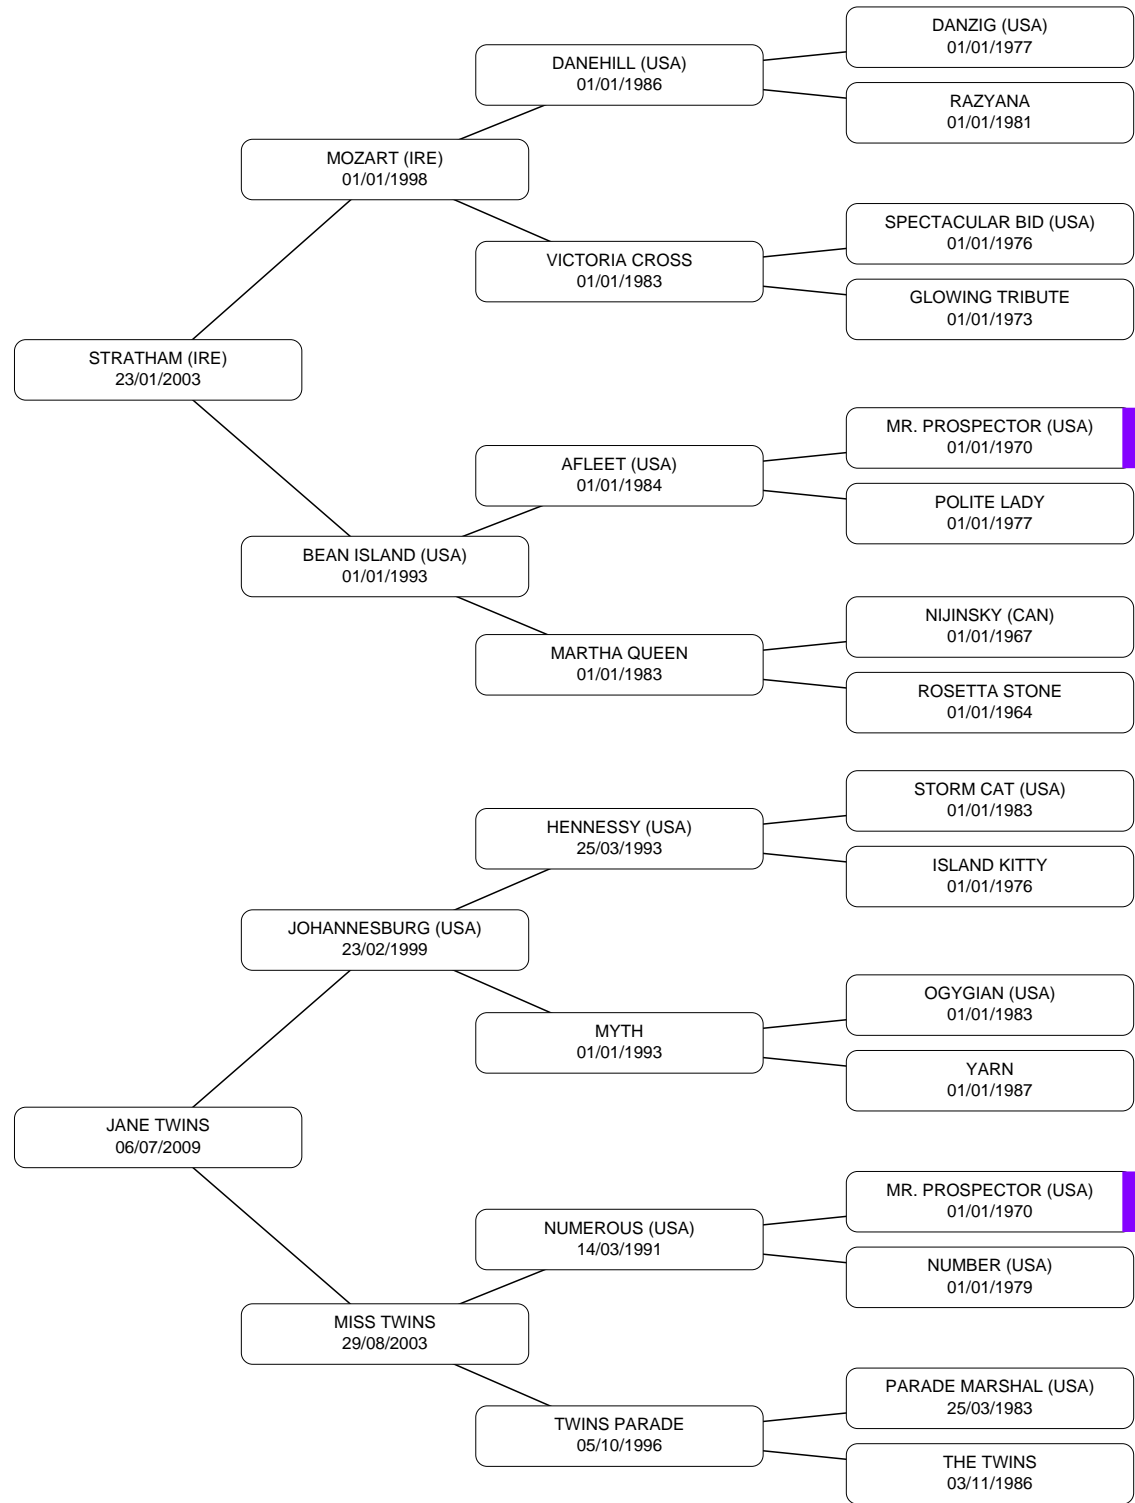 DANZIG (USA)
01/01/1977
DANEHILL (USA)
01/01/1986
RAZYANA
01/01/1981
MOZART (IRE)
01/01/1998
SPECTACULAR BID (USA)
01/01/1976
VICTORIA CROSS
01/01/1983
GLOWING TRIBUTE
01/01/1973
STRATHAM (IRE)
23/01/2003
MR. PROSPECTOR (USA)
01/01/1970
AFLEET (USA)
01/01/1984
POLITE LADY
01/01/1977
BEAN ISLAND (USA)
01/01/1993
NIJINSKY (CAN)
01/01/1967
MARTHA QUEEN
01/01/1983
ROSETTA STONE
01/01/1964
STORM CAT (USA)
01/01/1983
HENNESSY (USA)
25/03/1993
ISLAND KITTY
01/01/1976
JOHANNESBURG (USA)
23/02/1999
OGYGIAN (USA)
01/01/1983
MYTH
01/01/1993
YARN
01/01/1987
JANE TWINS
06/07/2009
MR. PROSPECTOR (USA)
01/01/1970
NUMEROUS (USA)
14/03/1991
NUMBER (USA)
01/01/1979
MISS TWINS
29/08/2003
PARADE MARSHAL (USA)
25/03/1983
TWINS PARADE
05/10/1996
THE TWINS
03/11/1986